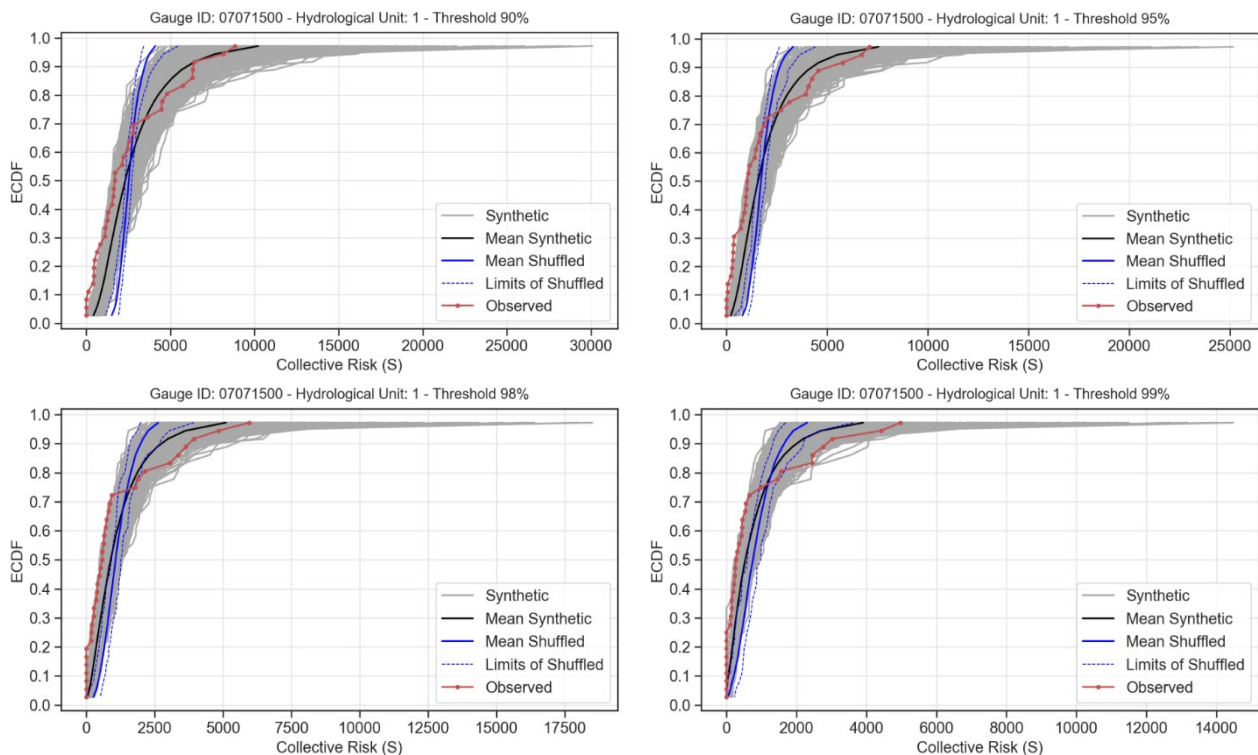 Gauge ID: 07071500 - Hydrological Unit: 1 - Threshold 90%
1.0
0.9
0.8
0.7
0.6
0.5
0.4
0.3
0.2
0.1
0.0
ECDF
Synthetic
Mean Synthetic
Mean Shuffled
Limits of Shuffled
Observed
0 5000 10000 15000 20000 25000 30000
Collective Risk (S)
Gauge ID: 07071500 - Hydrological Unit: 1 - Threshold 95%
1.0
0.9
0.8
0.7
0.6
0.5
0.4
0.3
0.2
0.1
0.0
ECDF
Synthetic
Mean Synthetic
Mean Shuffled
Limits of Shuffled
Observed
0 5000 10000 15000 20000 25000
Collective Risk (S)
Gauge ID: 07071500 - Hydrological Unit: 1 - Threshold 98%
1.0
0.9
0.8
0.7
0.6
0.5
0.4
0.3
0.2
0.1
0.0
ECDF
Synthetic
Mean Synthetic
Mean Shuffled
Limits of Shuffled
Observed
0 2500 5000 7500 10000 12500 15000 17500
Collective Risk (S)
Gauge ID: 07071500 - Hydrological Unit: 1 - Threshold 99%
1.0
0.9
0.8
0.7
0.6
0.5
0.4
0.3
0.2
0.1
0.0
ECDF
Synthetic
Mean Synthetic
Mean Shuffled
Limits of Shuffled
Observed
0 2000 4000 6000 8000 10000 12000 14000
Collective Risk (S)